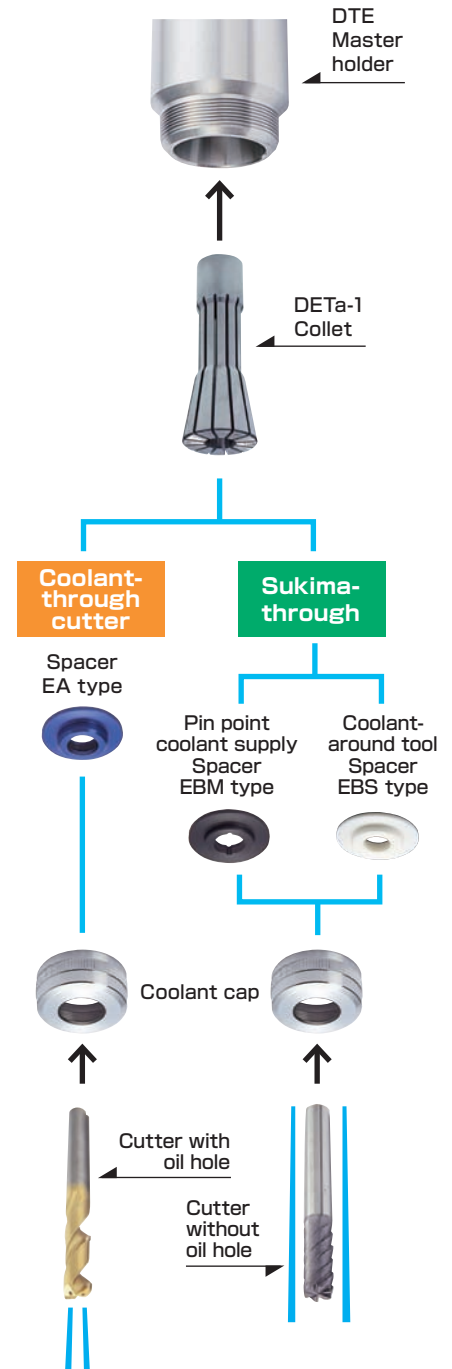 DTE
Master
holder
DETa-1
Collet
Coolant-
through
cutter
Sukima-
through
Spacer
EA type
Pin point
coolant supply
Spacer
EBM type
Coolant-
around tool
Spacer
EBS type
Coolant cap
Cutter with
oil hole
Cutter
without
oil hole